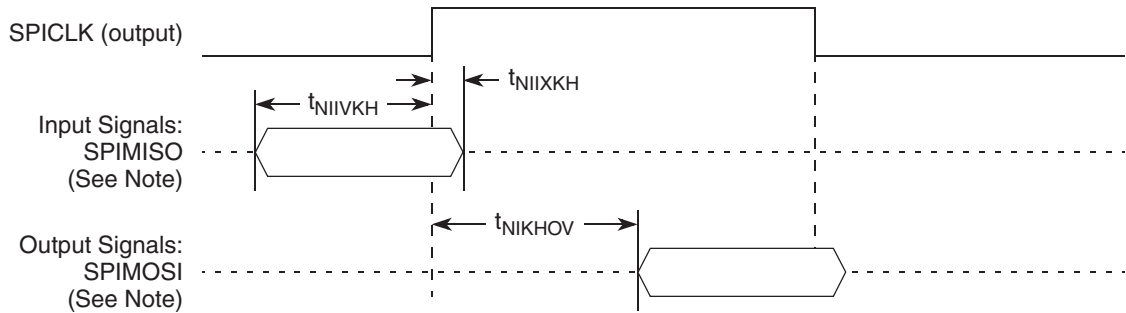 SPICLK (output)
tNIIXKH
tNIIVKH
Input Signals:
SPIMISO
(See Note)
tNIKHOV
Output Signals:
SPIMOSI
(See Note)